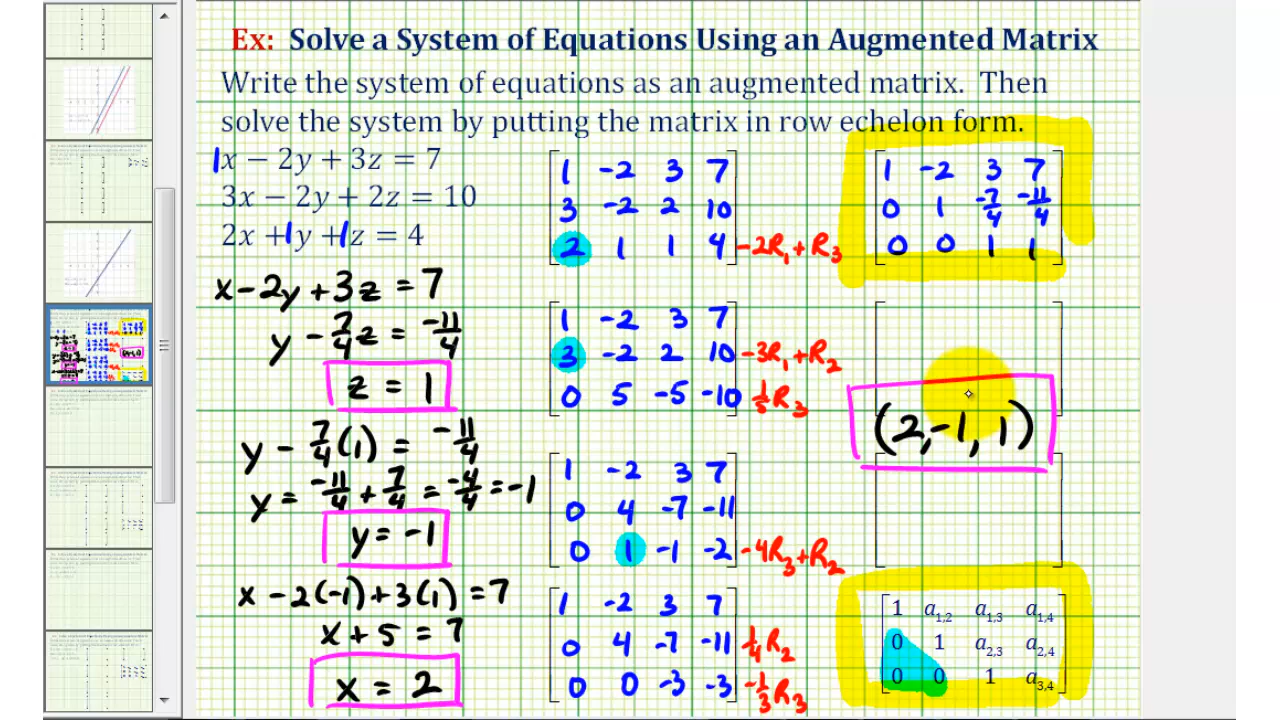 Ex: Solve a System of Equations Using an Augmented Matrix
Write the system of equations as an augmented matrix. Then
solve the system by putting the matrix in row echelon form.
1x − 2y + 3z = 7
3x − 2y + 2z = 10
2x + 1y + 1z = 4
x - 2y + 3z = 7
y - 7/4 z = -11/4
z = 1
y - 7/4 (1) = -11/4
y = -11/4 + 7/4 = -4/4 = -1
y = -1
x - 2(-1) + 3(1) = 7
x + 5 = 7
x = 2
1 -2 3 7
3 -2 2 10
2 1 1 4 -2R₁ + R₃
1 -2 3 7
3 -2 2 10 -3R₁ + R₂
0 5 -5 -10 1/5 R₃
1 -2 3 7
0 4 -7 -11
0 1 -1 -2 -4R₃ + R₂
1 -2 3 7
0 4 -7 -11 1/4 R₂
0 0 -3 -3 -1/3 R₃
1 -2 3 7
0 1 -7/4 -11/4
0 0 1 1
(2, -1, 1)
1 a₁,₂ a₁,₃ a₁,₄
0 1 a₂,₃ a₂,₄
0 0 1 a₃,₄